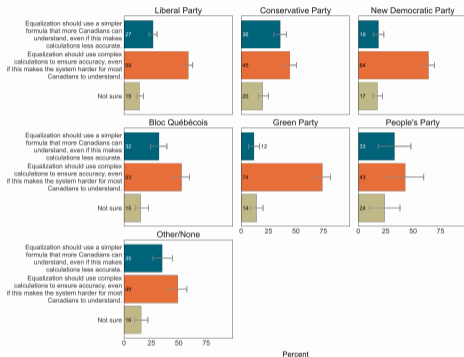 Liberal Party
Conservative Party
New Democratic Party
Equalization should use a simpler
formula that more Canadians can
understand, even if this makes
calculations less accurate.
27
36
19
Equalization should use complex
calculations to ensure accuracy, even
if this makes the system harder for most
Canadians to understand.
59
45
64
Not sure
15
20
17
Bloc Québécois
Green Party
People's Party
Equalization should use a simpler
formula that more Canadians can
understand, even if this makes
calculations less accurate.
32
12
33
Equalization should use complex
calculations to ensure accuracy, even
if this makes the system harder for most
Canadians to understand.
53
74
43
Not sure
15
14
24
Other/None
Equalization should use a simpler
formula that more Canadians can
understand, even if this makes
calculations less accurate.
35
Equalization should use complex
calculations to ensure accuracy, even
if this makes the system harder for most
Canadians to understand.
49
Not sure
16
0 25 50 75
0 25 50 75
0 25 50 75
Percent